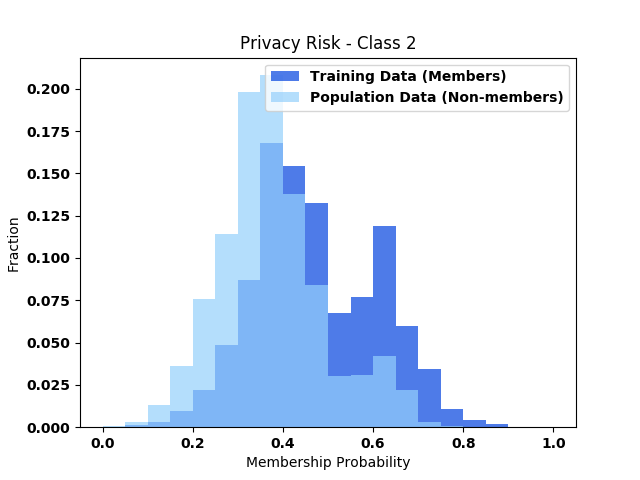 Privacy Risk - Class 2
Training Data (Members)
Population Data (Non-members)
0.200
0.175
0.150
0.125
0.100
0.075
0.050
0.025
0.000
Fraction
0.0 0.2 0.4 0.6 0.8 1.0
Membership Probability